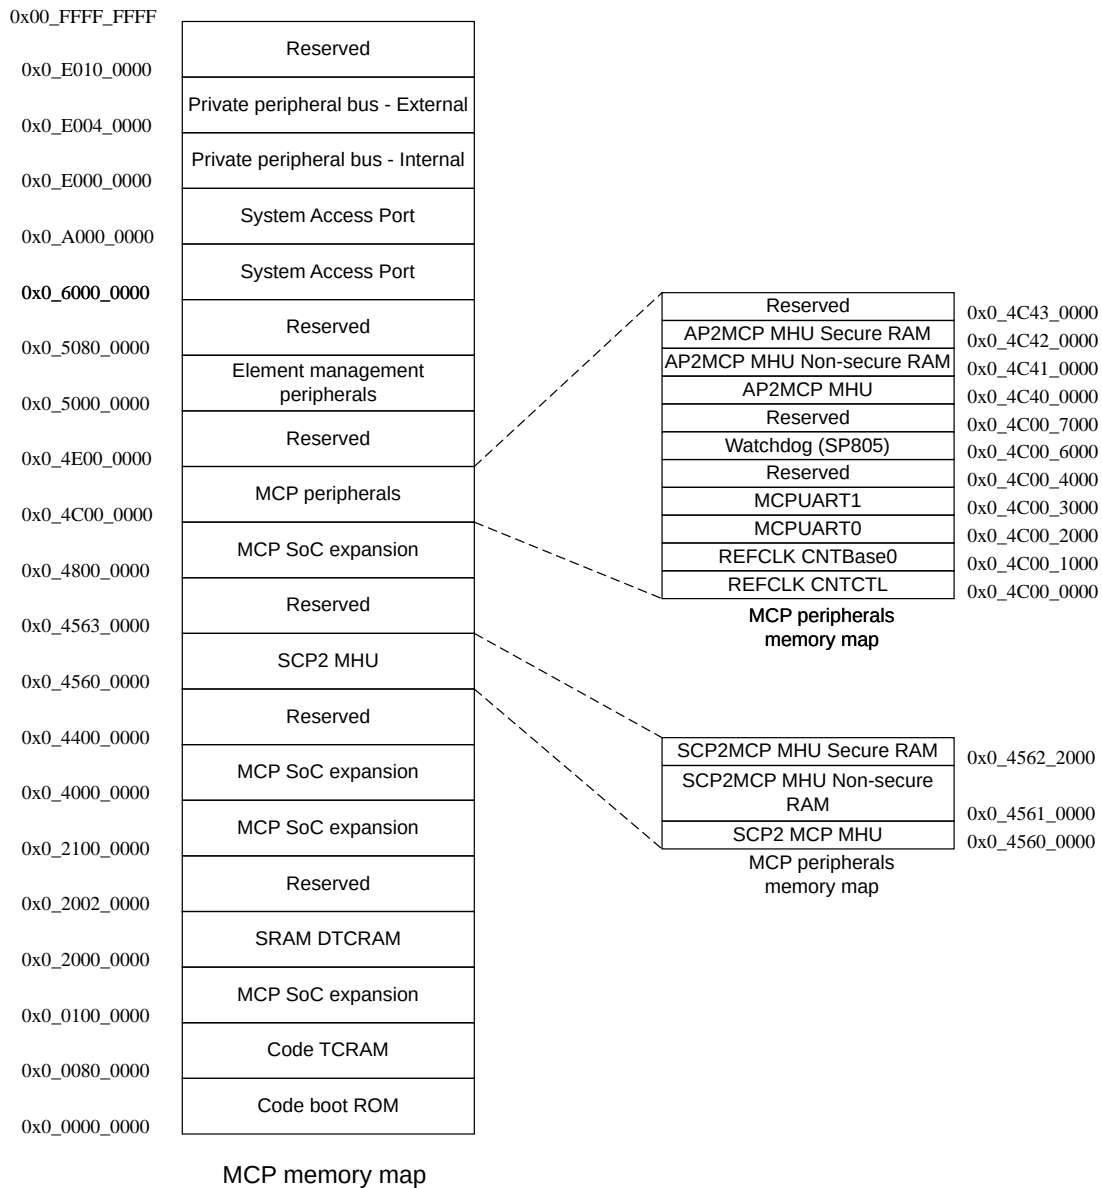 0x00_FFFF_FFFF
Reserved
0x0_E010_0000
Private peripheral bus - External
0x0_E004_0000
Private peripheral bus - Internal
0x0_E000_0000
System Access Port
0x0_A000_0000
System Access Port
0x0_6000_0000
Reserved
0x0_5080_0000
Element management
peripherals
0x0_5000_0000
Reserved
0x0_4E00_0000
MCP peripherals
0x0_4C00_0000
MCP SoC expansion
0x0_4800_0000
Reserved
0x0_4563_0000
SCP2 MHU
0x0_4560_0000
Reserved
0x0_4400_0000
MCP SoC expansion
0x0_4000_0000
MCP SoC expansion
0x0_2100_0000
Reserved
0x0_2002_0000
SRAM DTCRAM
0x0_2000_0000
MCP SoC expansion
0x0_0100_0000
Code TCRAM
0x0_0080_0000
Code boot ROM
0x0_0000_0000
MCP memory map
Reserved
0x0_4C43_0000
AP2MCP MHU Secure RAM
0x0_4C42_0000
AP2MCP MHU Non-secure RAM
0x0_4C41_0000
AP2MCP MHU
0x0_4C40_0000
Reserved
0x0_4C00_7000
Watchdog (SP805)
0x0_4C00_6000
Reserved
0x0_4C00_4000
MCPUART1
0x0_4C00_3000
MCPUART0
0x0_4C00_2000
REFCLK CNTBase0
0x0_4C00_1000
REFCLK CNTCTL
0x0_4C00_0000
MCP peripherals
memory map
SCP2MCP MHU Secure RAM
0x0_4562_2000
SCP2MCP MHU Non-secure
RAM
0x0_4561_0000
SCP2 MCP MHU
0x0_4560_0000
MCP peripherals
memory map